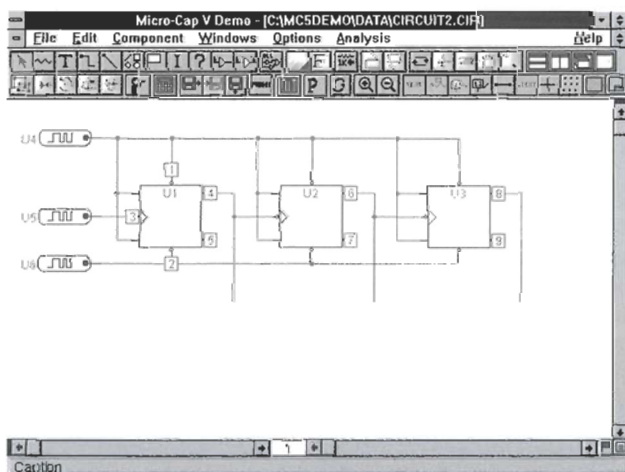 Micro-Cap V Demo - [C:\MC5DEMO\DATA\CIRCUIT2.CIR]
File Edit Component Windows Options Analysis Help
T I ?
F P
U4
1
U1 4 U2 6 U3 8
U5 3
5 7 9
U6 2
1
Caption